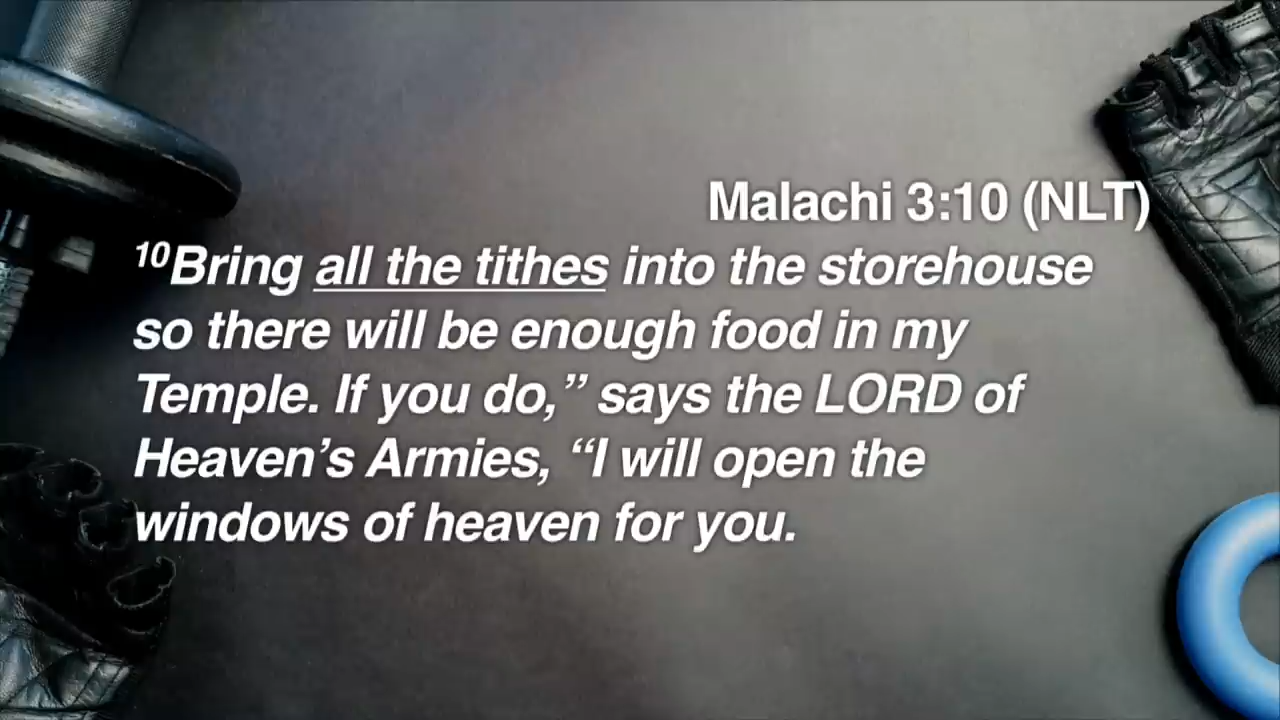 Malachi 3:10 (NLT)
¹⁰Bring all the tithes into the storehouse
so there will be enough food in my
Temple. If you do,” says the LORD of
Heaven’s Armies, “I will open the
windows of heaven for you.